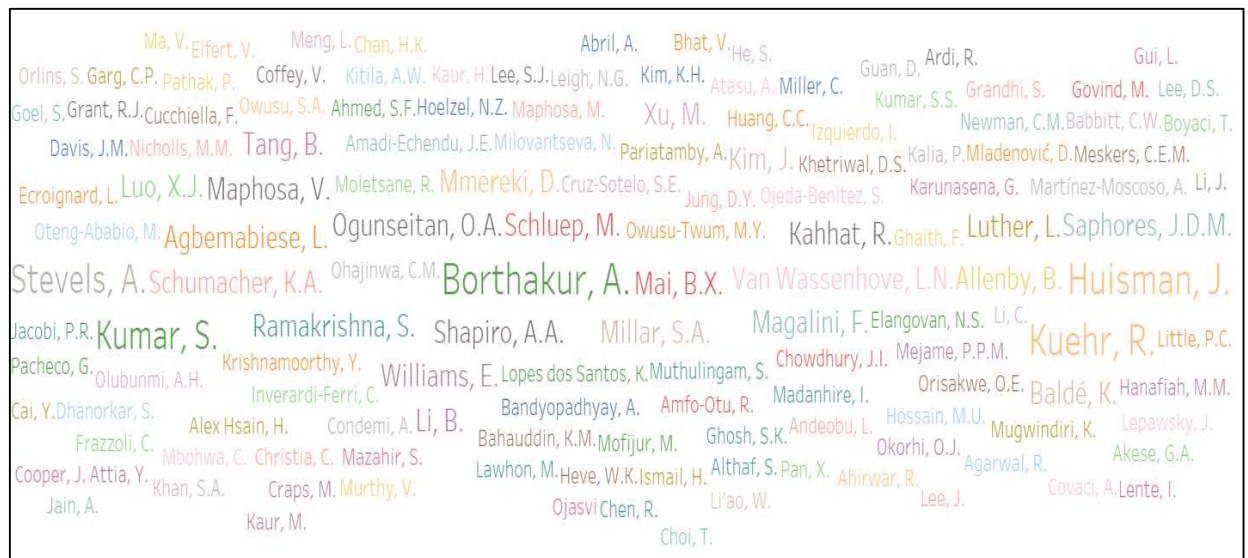 Ma, V. Eifert, V. Meng, L. Chan, H.K. Abril, A. Bhat, V. He, S. Ardi, R. Gui, L.
Orlins, S. Garg, C.P. Pathak, P. Coffey, V. Kitila, A.W. Kaur, H. Lee, S.J. Leigh, N.G. Kim, K.H. Atasu, A. Miller, C. Guan, D. Kumar, S.S. Grandhi, S. Govind, M. Lee, D.S.
Goel, S. Grant, R.J. Cucchiella, F. Owusu, S.A. Ahmed, S.F. Hoelzel, N.Z. Maphosa, M. Xu, M. Huang, C.C. Izquierdo, I. Newman, C.M. Babbitt, C.W. Boyaci, T.
Davis, J.M. Nicholls, M.M. Tang, B. Amadi-Echendu, J.E. Milovantseva, N. Pariatamby, A. Kim, J. Khetriwal, D.S. Kalia, P. Mladenović, D. Meskers, C.E.M.
Ecroignard, L. Luo, X.J. Maphosa, V. Moletsane, R. Mmereki, D. Cruz-Sotelo, S.E. Jung, D.Y. Ojeda-Benitez, S. Karunasena, G. Martínez-Moscoso, A. Li, J.
Oteng-Ababio, M. Agbemabiese, L. Ogunseitan, O.A. Schluep, M. Owusu-Twum, M.Y. Kahhat, R. Ghaith, F. Luther, L. Saphores, J.D.M.
Stevels, A. Schumacher, K.A. Ohajinwa, C.M. Borthakur, A. Mai, B.X. Van Wassenhove, L.N. Allenby, B. Huisman, J.
Jacobi, P.R. Kumar, S. Ramakrishna, S. Shapiro, A.A. Millar, S.A. Magalini, F. Elangovan, N.S. Li, C. Kuehr, R. Little, P.C.
Pacheco, G. Olubunmi, A.H. Krishnamoorthy, Y. Williams, E. Lopes dos Santos, K. Muthulingam, S. Chowdhury, J.I. Mejame, P.P.M.
Inverardi-Ferri, C. Madanhire, I. Orisakwe, O.E. Baldé, K. Hanafiah, M.M.
Cai, Y. Dhanorkar, S. Alex Hsain, H. Condemi, A. Li, B. Bandyopadhyay, A. Amfo-Otu, R. Andeobu, L. Hossain, M.U. Mugwindiri, K. Lepawsky, J.
Frazzoli, C. Mbohwa, C. Christia, C. Mazahir, S. Bahauddin, K.M. Mofijur, M. Ghosh, S.K. Okorhi, O.J. Akese, G.A.
Cooper, J. Attia, Y. Khan, S.A. Craps, M. Murthy, V. Lawhon, M. Heve, W.K. Ismail, H. Althaf, S. Pan, X. Ahirwar, R. Agarwal, R. Covaci, A. Lente, I.
Jain, A. Kaur, M. Ojasvi Chen, R. Li'ao, W. Lee, J.
Choi, T.